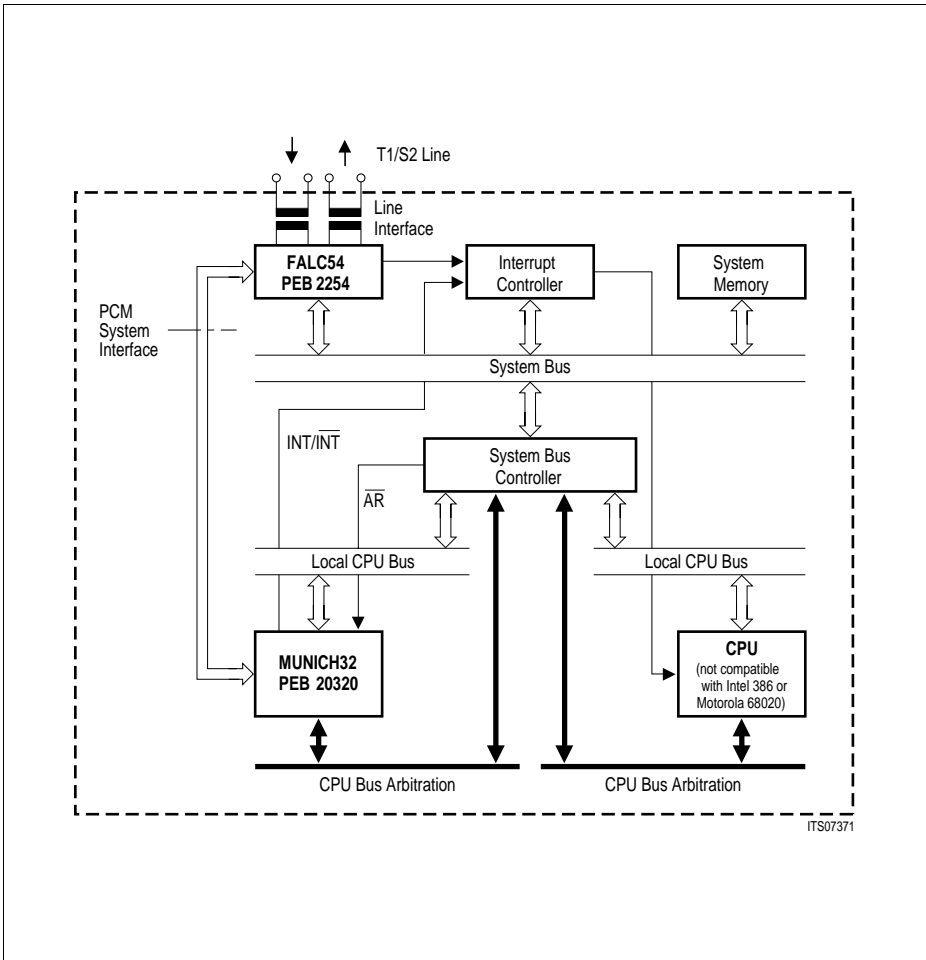 T1/S2 Line
Line
Interface
FALC54
PEB 2254
Interrupt
Controller
System
Memory
PCM
System
Interface
System Bus
INT/I̅N̅T̅
System Bus
Controller
A̅R̅
Local CPU Bus
Local CPU Bus
MUNICH32
PEB 20320
CPU
(not compatible
with Intel 386 or
Motorola 68020)
CPU Bus Arbitration
CPU Bus Arbitration
ITS07371